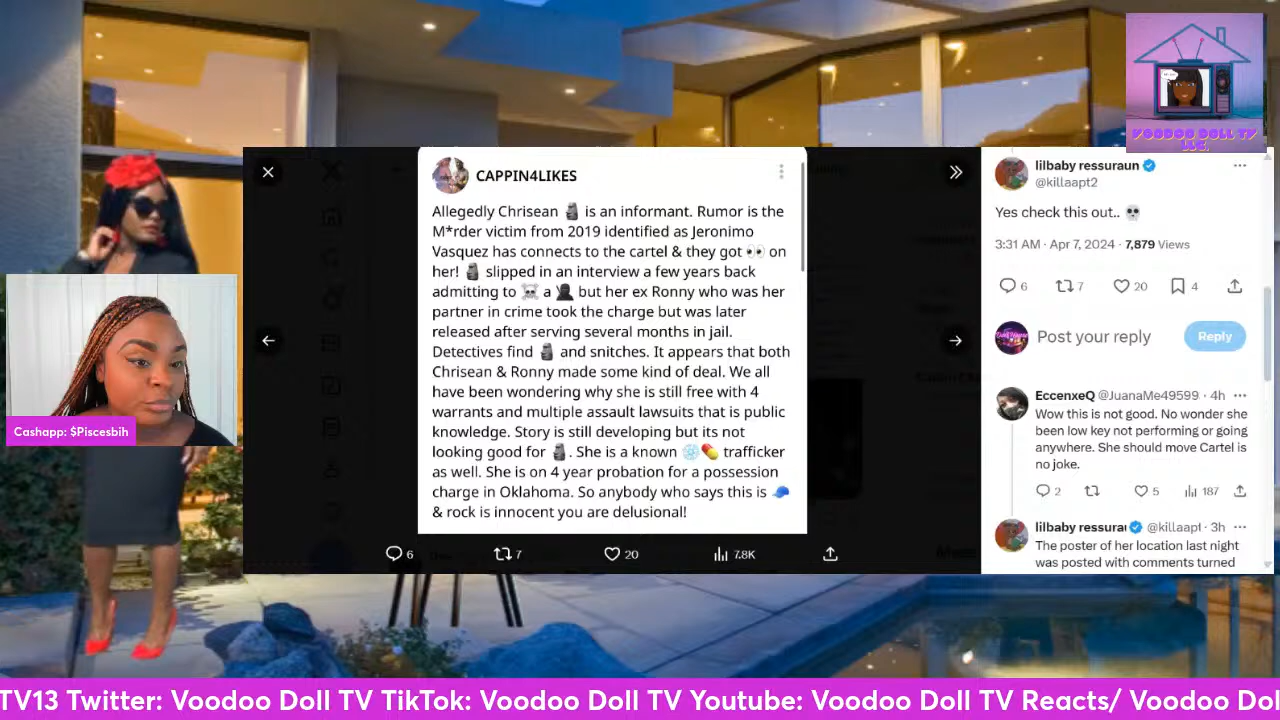 VOODOO DOLL TV
LLC.
CAPPIN4LIKES
Allegedly Chrisean 🗿 is an informant. Rumor is the
M*rder victim from 2019 identified as Jeronimo
Vasquez has connects to the cartel & they got 👀 on
her! 🗿 slipped in an interview a few years back
admitting to ☠️ a 🥷 but her ex Ronny who was her
partner in crime took the charge but was later
released after serving several months in jail.
Detectives find 🗿 and snitches. It appears that both
Chrisean & Ronny made some kind of deal. We all
have been wondering why she is still free with 4
warrants and multiple assault lawsuits that is public
knowledge. Story is still developing but its not
looking good for 🗿. She is a known ❄️💊 trafficker
as well. She is on 4 year probation for a possession
charge in Oklahoma. So anybody who says this is 🧢
& rock is innocent you are delusional!
6 7 20 7.8K
lilbaby ressuraun
@killaapt2
Yes check this out.. 💀
3:31 AM · Apr 7, 2024 · 7,879 Views
6 7 20 4
Post your reply
Reply
EccenxeQ @JuanaMe49599 · 4h
Wow this is not good. No wonder she
been low key not performing or going
anywhere. She should move Cartel is
no joke.
2 5 187
lilbaby ressurau @killaapt · 3h
The poster of her location last night
was posted with comments turned
Cashapp: $Piscesbih
TV13 Twitter: Voodoo Doll TV TikTok: Voodoo Doll TV Youtube: Voodoo Doll TV Reacts/ Voodoo Dol